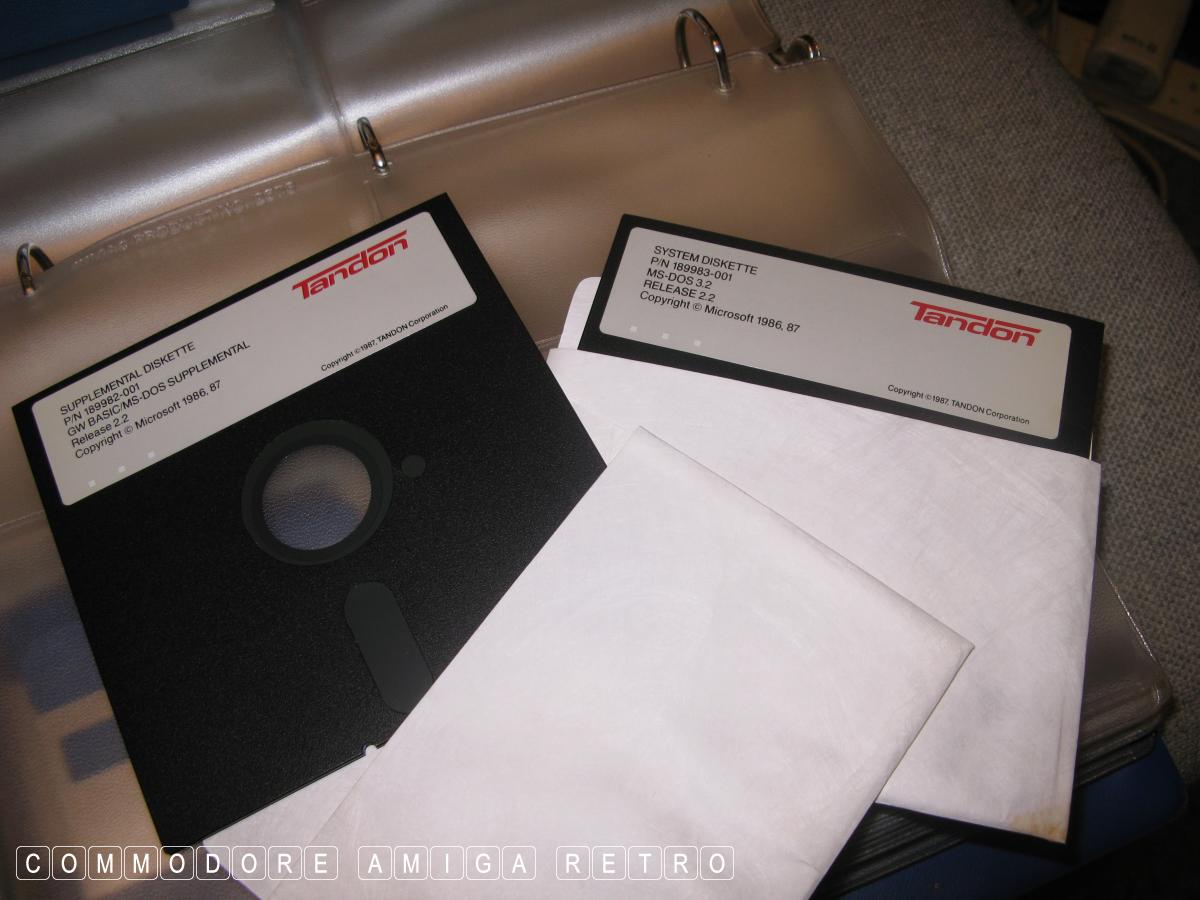 Tandon
SUPPLEMENTAL DISKETTE
P/N 189982-001
GW BASIC/MS-DOS SUPPLEMENTAL
Release 2.2
Copyright © Microsoft 1986, 87
Copyright ©1987, TANDON Corporation
SYSTEM DISKETTE
P/N 189983-001
MS-DOS 3.2
RELEASE 2.2
Copyright © Microsoft 1986, 87
Tandon
Copyright ©1987, TANDON Corporation
COMMODORE AMIGA RETRO